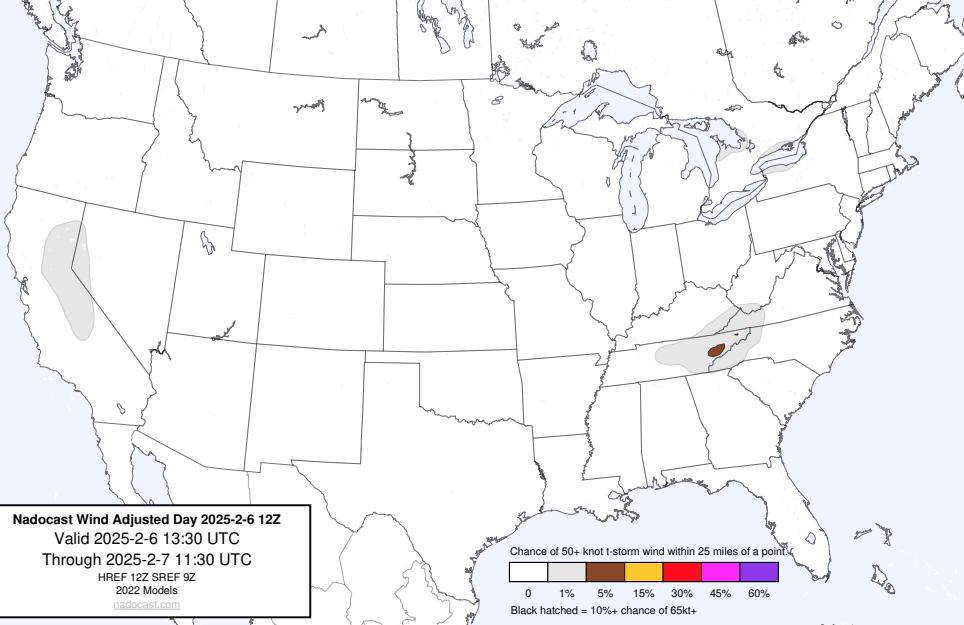 Nadocast Wind Adjusted Day 2025-2-6 12Z
Valid 2025-2-6 13:30 UTC
Through 2025-2-7 11:30 UTC
HREF 12Z SREF 9Z
2022 Models
nadocast.com
Chance of 50+ knot t-storm wind within 25 miles of a point.
0 1% 5% 15% 30% 45% 60%
Black hatched = 10%+ chance of 65kt+